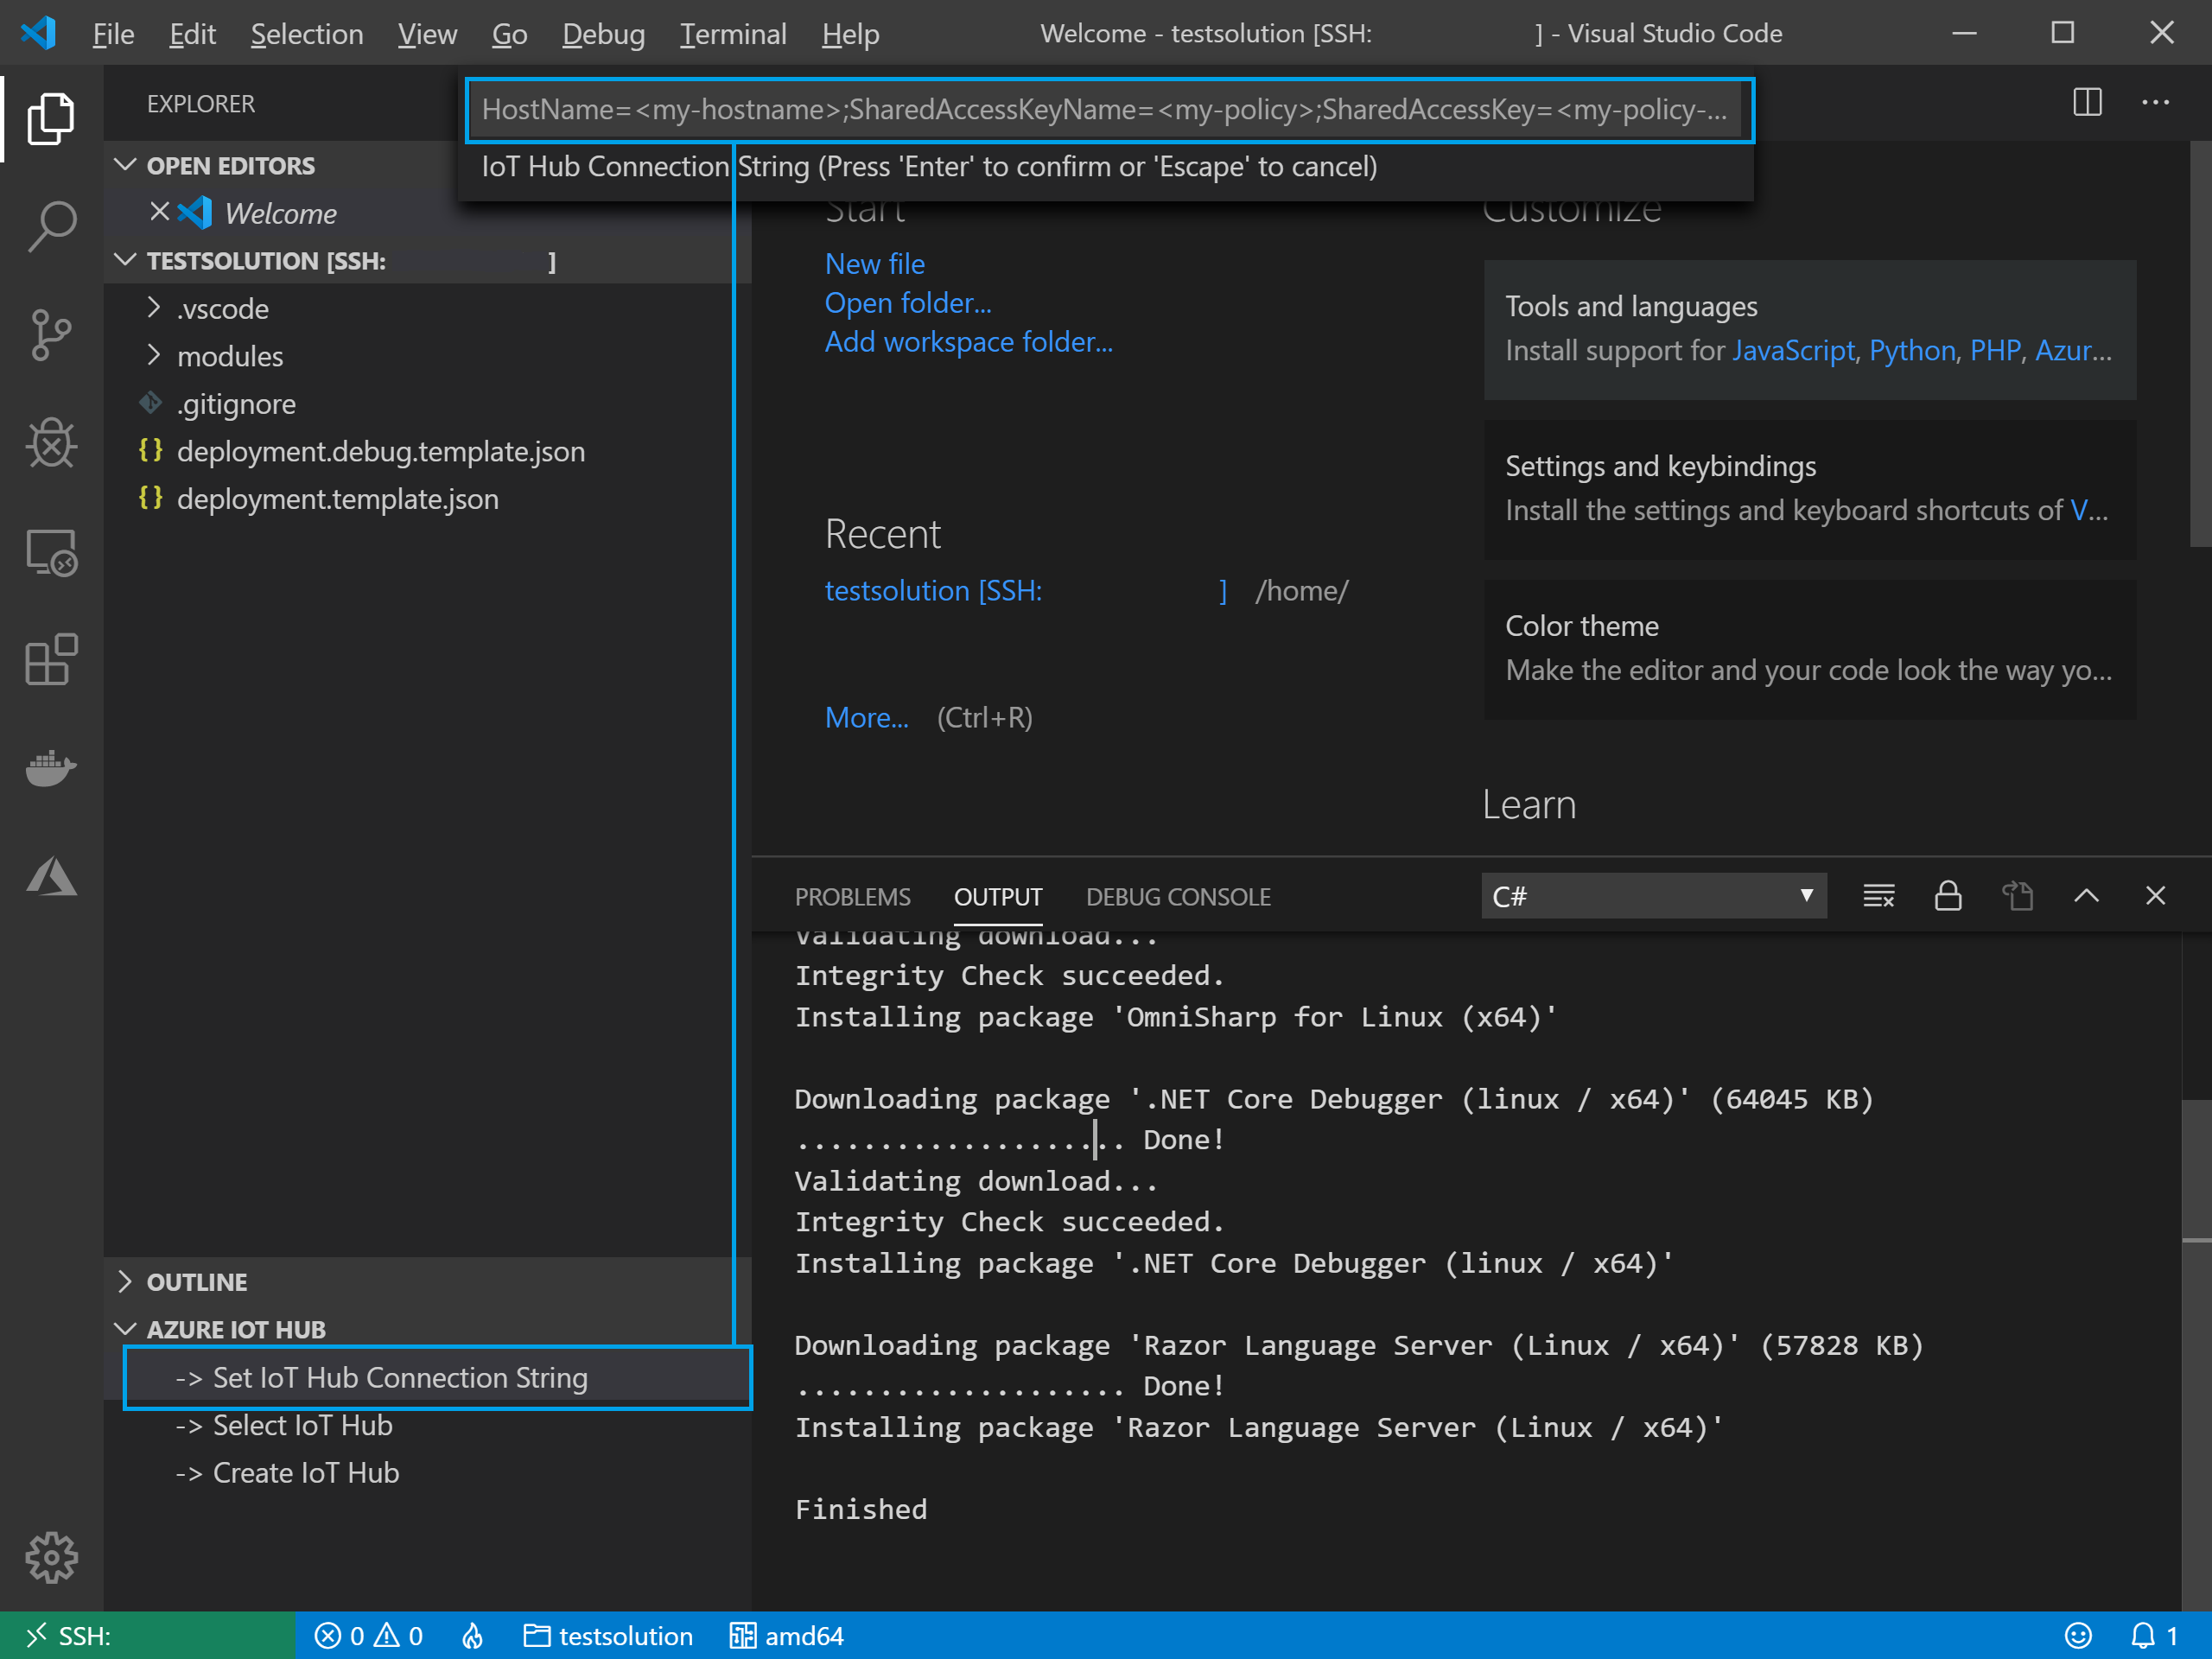 File Edit Selection View Go Debug Terminal Help Welcome - testsolution [SSH: ] - Visual Studio Code
EXPLORER
HostName=<my-hostname>;SharedAccessKeyName=<my-policy>;SharedAccessKey=<my-policy-...
IoT Hub Connection String (Press 'Enter' to confirm or 'Escape' to cancel)
OPEN EDITORS
Welcome
TESTSOLUTION [SSH: ]
.vscode
modules
.gitignore
{} deployment.debug.template.json
{} deployment.template.json
OUTLINE
AZURE IOT HUB
-> Set IoT Hub Connection String
-> Select IoT Hub
-> Create IoT Hub
Start
New file
Open folder...
Add workspace folder...
Recent
testsolution [SSH: ] /home/
More... (Ctrl+R)
Customize
Tools and languages
Install support for JavaScript, Python, PHP, Azur...
Settings and keybindings
Install the settings and keyboard shortcuts of V...
Color theme
Make the editor and your code look the way yo...
Learn
PROBLEMS OUTPUT DEBUG CONSOLE C#
Validating download...
Integrity Check succeeded.
Installing package 'OmniSharp for Linux (x64)'
Downloading package '.NET Core Debugger (linux / x64)' (64045 KB)
.................... Done!
Validating download...
Integrity Check succeeded.
Installing package '.NET Core Debugger (linux / x64)'
Downloading package 'Razor Language Server (Linux / x64)' (57828 KB)
.................... Done!
Installing package 'Razor Language Server (Linux / x64)'
Finished
SSH: 0 0 testsolution amd64 1